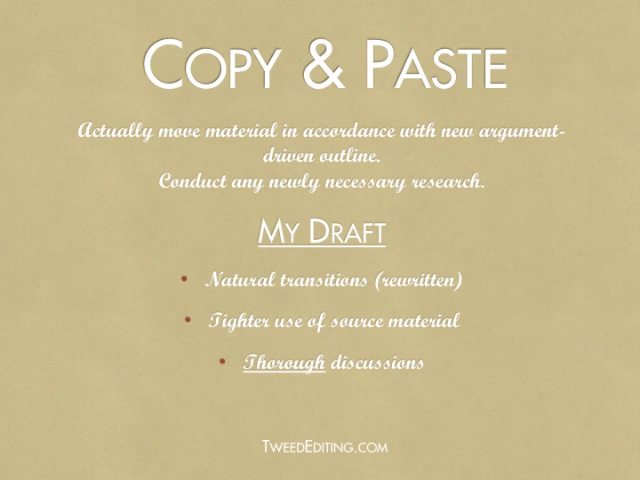 Copy & Paste
Actually move material in accordance with new argument-
driven outline.
Conduct any newly necessary research.
My Draft
• Natural transitions (rewritten)
• Tighter use of source material
• Thorough discussions
TweedEditing.com